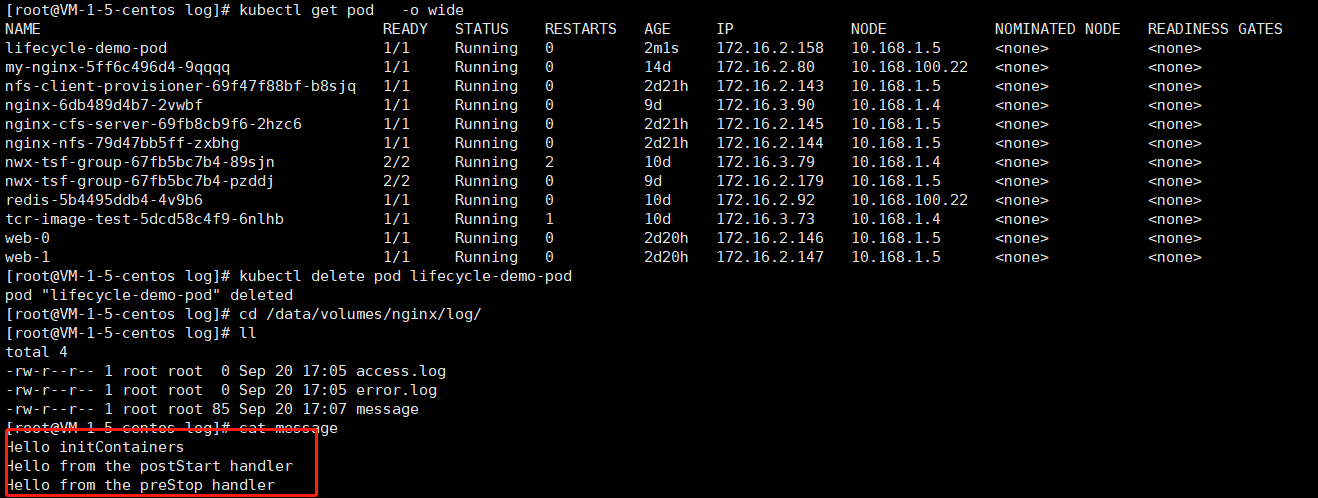 [root@VM-1-5-centos log]# kubectl get pod   -o wide
NAME                                      READY   STATUS    RESTARTS   AGE     IP             NODE            NOMINATED NODE   READINESS GATES
lifecycle-demo-pod                        1/1     Running   0          2m1s    172.16.2.158   10.168.1.5      <none>           <none>
my-nginx-5ff6c496d4-9qqqq                 1/1     Running   0          14d     172.16.2.80    10.168.100.22   <none>           <none>
nfs-client-provisioner-69f47f88bf-b8sjq   1/1     Running   0          2d21h   172.16.2.143   10.168.1.5      <none>           <none>
nginx-6db489d4b7-2vwbf                    1/1     Running   0          9d      172.16.3.90    10.168.1.4      <none>           <none>
nginx-cfs-server-69fb8cb9f6-2hzc6         1/1     Running   0          2d21h   172.16.2.145   10.168.1.5      <none>           <none>
nginx-nfs-79d47bb5ff-zxbhg                1/1     Running   0          2d21h   172.16.2.144   10.168.1.5      <none>           <none>
nwx-tsf-group-67fb5bc7b4-89sjn            2/2     Running   2          10d     172.16.3.79    10.168.1.4      <none>           <none>
nwx-tsf-group-67fb5bc7b4-pzddj            2/2     Running   0          9d      172.16.2.179   10.168.1.5      <none>           <none>
redis-5b4495ddb4-4v9b6                    1/1     Running   0          10d     172.16.2.92    10.168.100.22   <none>           <none>
tcr-image-test-5dcd58c4f9-6nlhb           1/1     Running   1          10d     172.16.3.73    10.168.1.4      <none>           <none>
web-0                                     1/1     Running   0          2d20h   172.16.2.146   10.168.1.5      <none>           <none>
web-1                                     1/1     Running   0          2d20h   172.16.2.147   10.168.1.5      <none>           <none>
[root@VM-1-5-centos log]# kubectl delete pod lifecycle-demo-pod
pod "lifecycle-demo-pod" deleted
[root@VM-1-5-centos log]# cd /data/volumes/nginx/log/
[root@VM-1-5-centos log]# ll
total 4
-rw-r--r-- 1 root root  0 Sep 20 17:05 access.log
-rw-r--r-- 1 root root  0 Sep 20 17:05 error.log
-rw-r--r-- 1 root root 85 Sep 20 17:07 message
[root@VM-1-5-centos log]# cat message
Hello initContainers
Hello from the postStart handler
Hello from the preStop handler